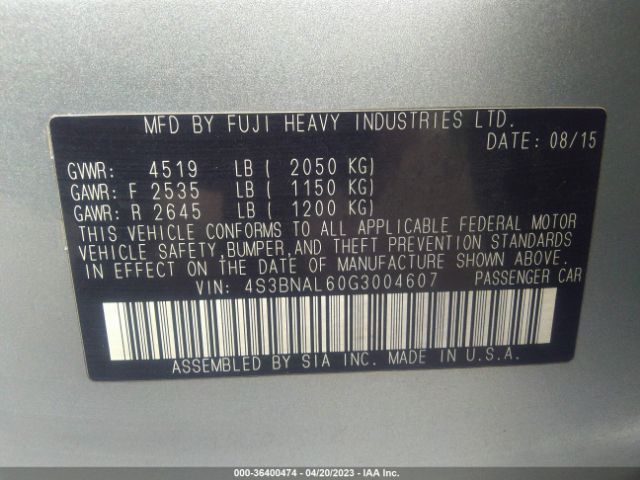 MFD BY FUJI HEAVY INDUSTRIES LTD.
DATE: 08/15
GVWR: 4519 LB ( 2050 KG)
GAWR: F 2535 LB ( 1150 KG)
GAWR: R 2645 LB ( 1200 KG)
THIS VEHICLE CONFORMS TO ALL APPLICABLE FEDERAL MOTOR
VEHICLE SAFETY, BUMPER, AND THEFT PREVENTION STANDARDS
IN EFFECT ON THE DATE OF MANUFACTURE SHOWN ABOVE.
VIN: 4S3BNAL60G3004607 PASSENGER CAR
ASSEMBLED BY SIA INC. MADE IN U.S.A.
000-36400474 - 04/20/2023 - IAA Inc.